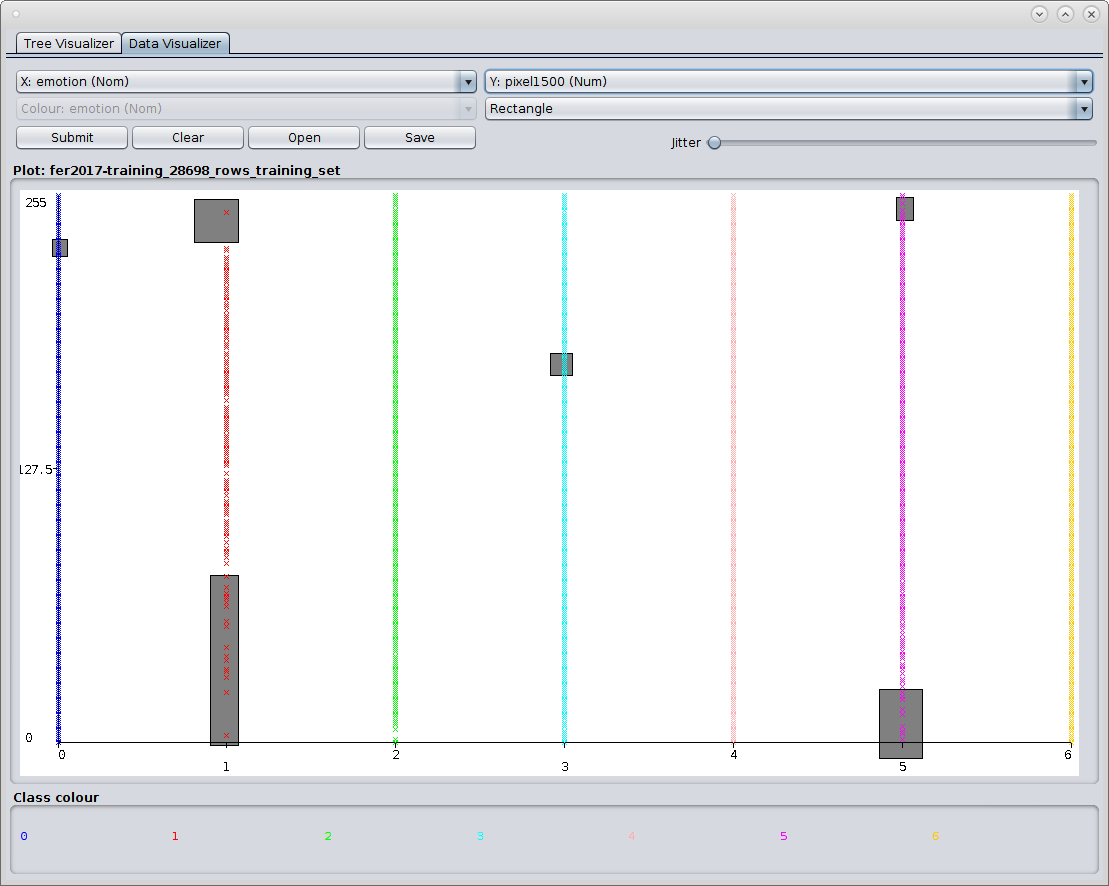 Tree Visualizer Data Visualizer
X: emotion (Nom) Y: pixel1500 (Num)
Colour: emotion (Nom) Rectangle
Submit Clear Open Save Jitter
Plot: fer2017-training_28698_rows_training_set
255
127.5
0
0 1 2 3 4 5 6
Class colour
0 1 2 3 4 5 6